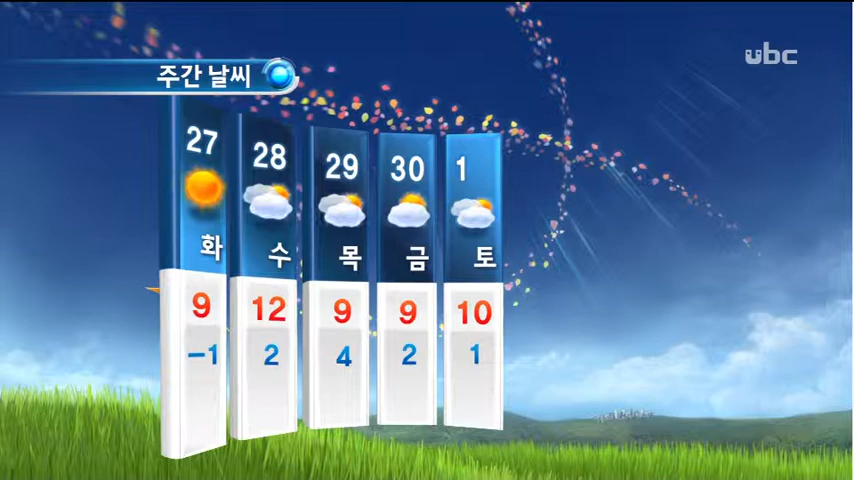 ubc
주간 날씨
27 28 29 30 1
화 수 목 금 토
9 12 9 9 10
-1 2 4 2 1